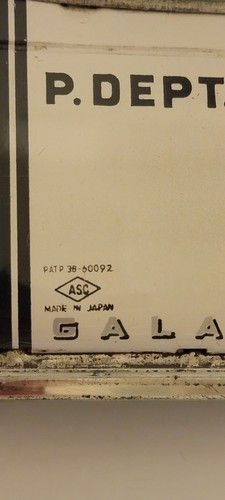 P.DEPT.
PAT P 38-60092
ASC
MADE IN JAPAN
GALA